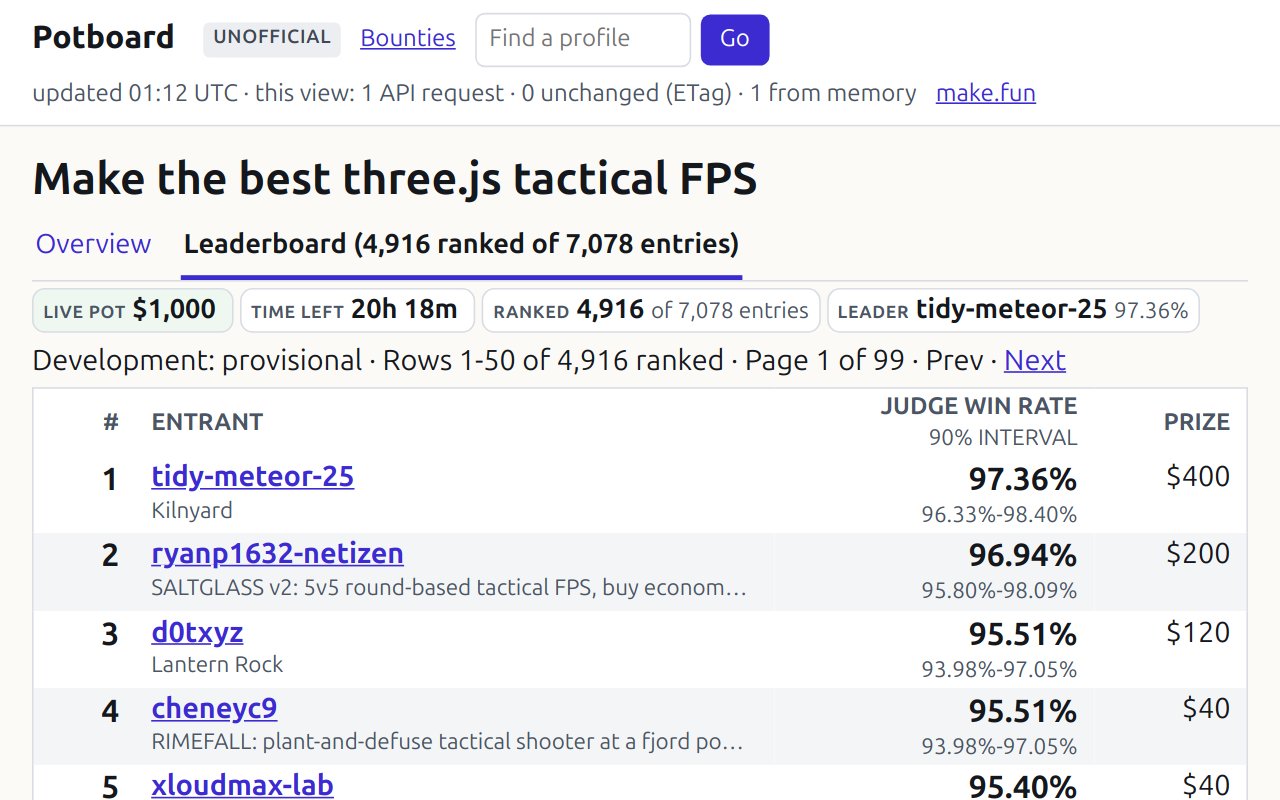 Potboard UNOFFICIAL Bounties Find a profile Go
updated 01:12 UTC · this view: 1 API request · 0 unchanged (ETag) · 1 from memory make.fun
Make the best three.js tactical FPS
Overview Leaderboard (4,916 ranked of 7,078 entries)
LIVE POT $1,000 TIME LEFT 20h 18m RANKED 4,916 of 7,078 entries LEADER tidy-meteor-25 97.36%
Development: provisional · Rows 1-50 of 4,916 ranked · Page 1 of 99 · Prev · Next
# ENTRANT JUDGE WIN RATE PRIZE
90% INTERVAL
1 tidy-meteor-25 97.36% $400
Kilnyard 96.33%-98.40%
2 ryanp1632-netizen 96.94% $200
SALTGLASS v2: 5v5 round-based tactical FPS, buy econom… 95.80%-98.09%
3 d0txyz 95.51% $120
Lantern Rock 93.98%-97.05%
4 cheneyc9 95.51% $40
RIMEFALL: plant-and-defuse tactical shooter at a fjord po… 93.98%-97.05%
5 xloudmax-lab 95.40% $40